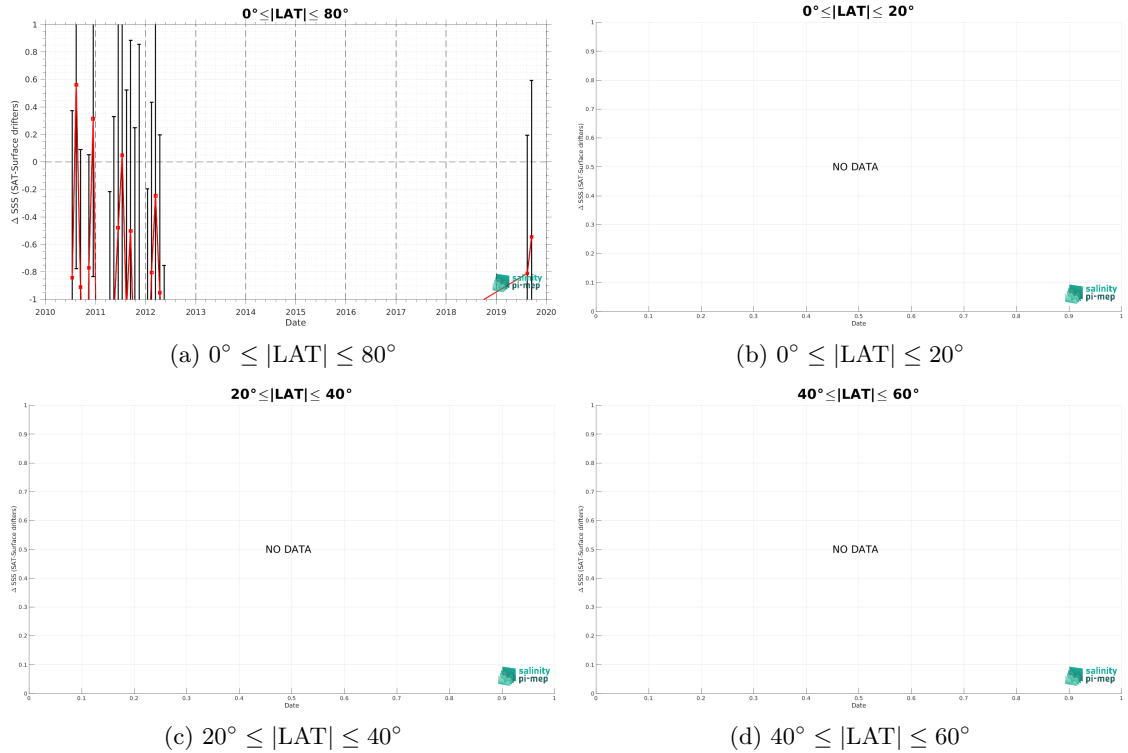 0°≤|LAT|≤ 80°
Δ SSS (SAT-Surface drifters)
1
0.8
0.6
0.4
0.2
0
-0.2
-0.4
-0.6
-0.8
-1
2010 2011 2012 2013 2014 2015 2016 2017 2018 2019 2020
Date
salinity
pi-mep
(a) 0° ≤ |LAT| ≤ 80°
0°≤|LAT|≤ 20°
Δ SSS (SAT-Surface drifters)
1
0.9
0.8
0.7
0.6
0.5
0.4
0.3
0.2
0.1
0
NO DATA
0 0.1 0.2 0.3 0.4 0.5 0.6 0.7 0.8 0.9 1
Date
salinity
pi-mep
(b) 0° ≤ |LAT| ≤ 20°
20°≤|LAT|≤ 40°
Δ SSS (SAT-Surface drifters)
1
0.9
0.8
0.7
0.6
0.5
0.4
0.3
0.2
0.1
0
NO DATA
0 0.1 0.2 0.3 0.4 0.5 0.6 0.7 0.8 0.9 1
Date
salinity
pi-mep
(c) 20° ≤ |LAT| ≤ 40°
40°≤|LAT|≤ 60°
Δ SSS (SAT-Surface drifters)
1
0.9
0.8
0.7
0.6
0.5
0.4
0.3
0.2
0.1
0
NO DATA
0 0.1 0.2 0.3 0.4 0.5 0.6 0.7 0.8 0.9 1
Date
salinity
pi-mep
(d) 40° ≤ |LAT| ≤ 60°